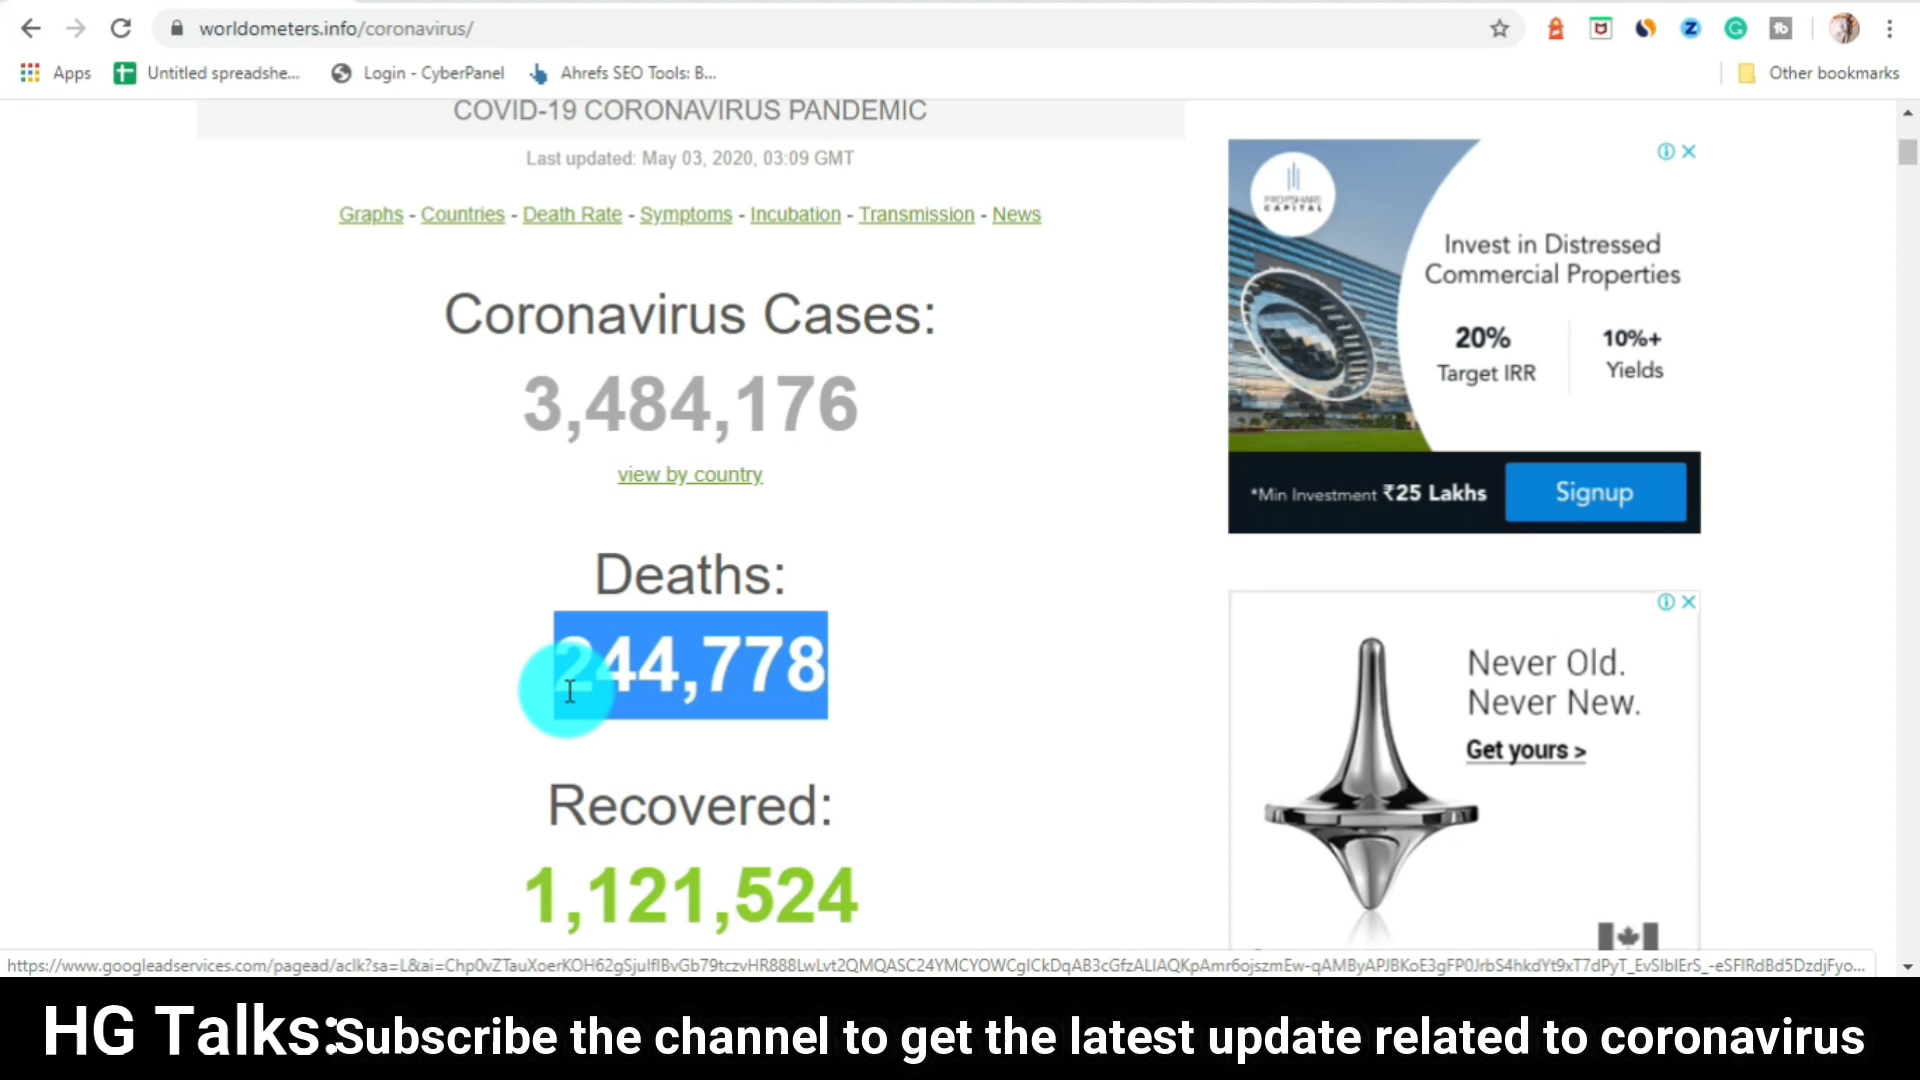 worldometers.info/coronavirus/
Apps
Untitled spreadshe...
Login - CyberPanel
Ahrefs SEO Tools: B...
Other bookmarks
COVID-19 CORONAVIRUS PANDEMIC
Last updated: May 03, 2020, 03:09 GMT
Graphs - Countries - Death Rate - Symptoms - Incubation - Transmission - News
Coronavirus Cases:
3,484,176
view by country
Deaths:
244,778
Recovered:
1,121,524
PROPSHARE
CAPITAL
Invest in Distressed
Commercial Properties
20%
Target IRR
10%+
Yields
*Min Investment ₹25 Lakhs
Signup
Never Old.
Never New.
Get yours >
HG Talks:
Subscribe the channel to get the latest update related to coronavirus